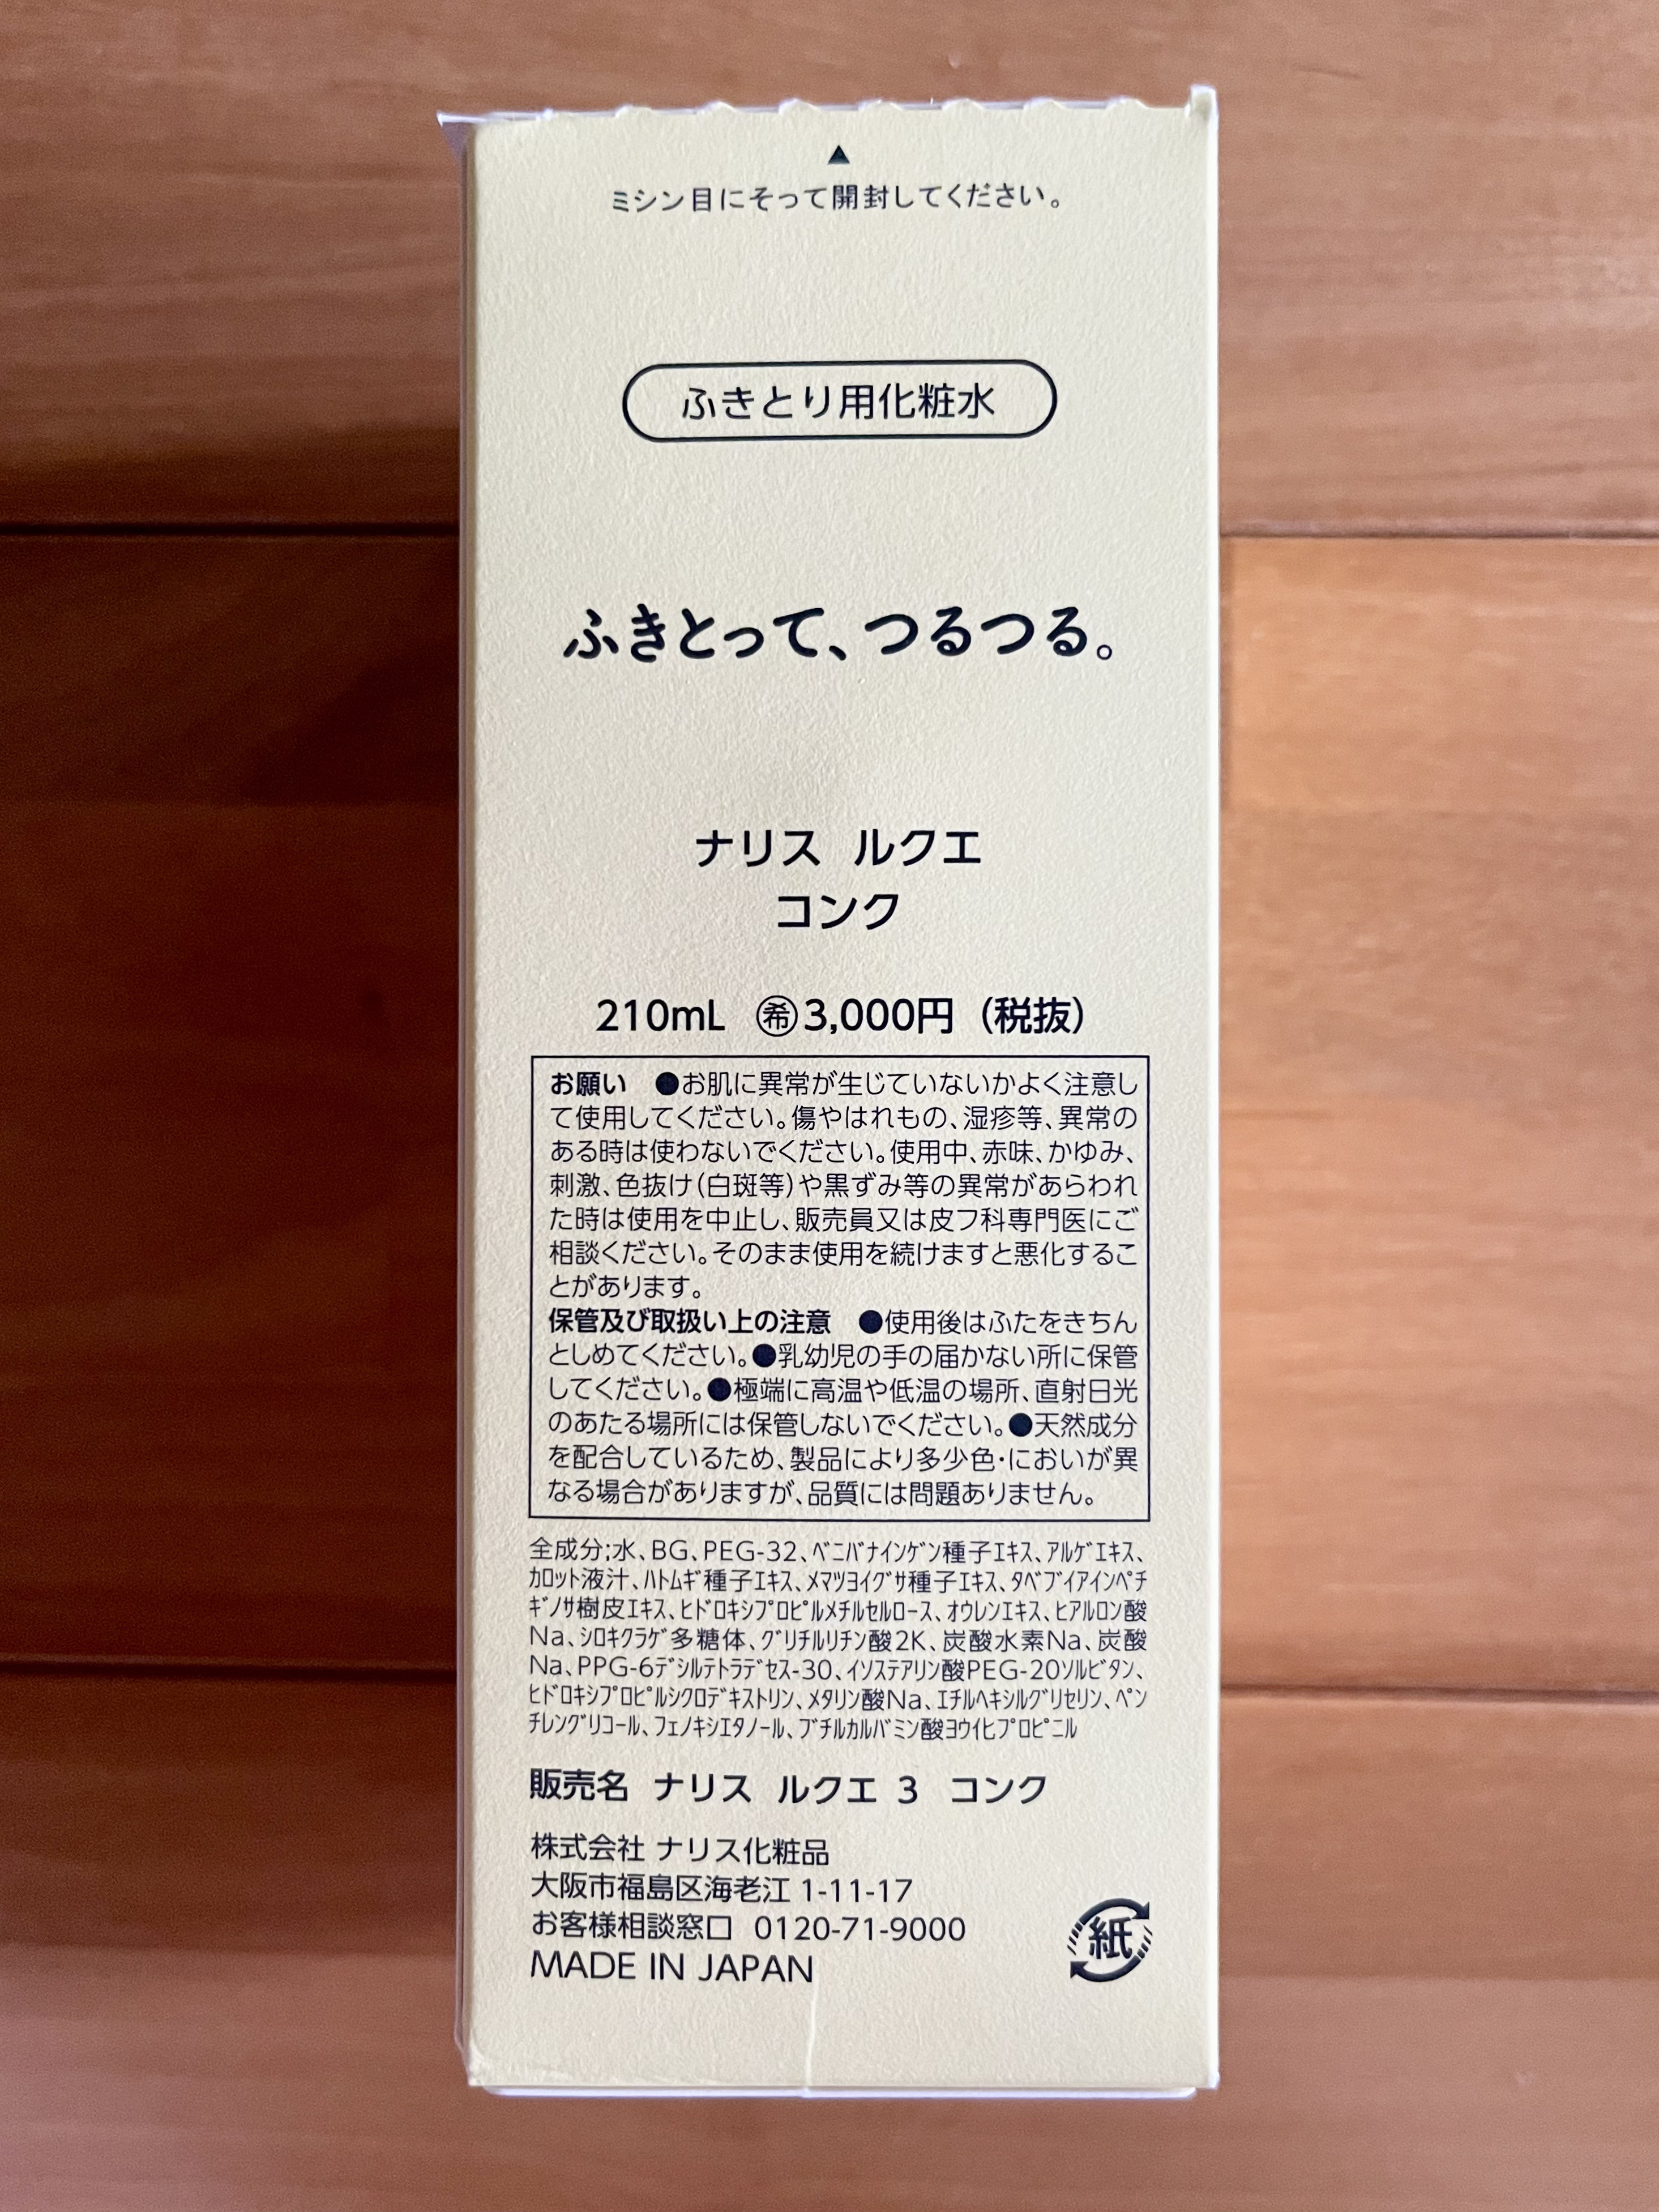 ▲
ミシン目にそって開封してください。
ふきとり用化粧水
ふきとって、つるつる。
ナリス ルクエ
コンク
210mL ㊒希3,000円（税抜）
お願い ●お肌に異常が生じていないかよく注意し
て使用してください。傷やはれもの、湿疹等、異常の
ある時は使わないでください。使用中、赤味、かゆみ、
刺激、色抜け（白斑等）や黒ずみ等の異常があらわれ
た時は使用を中止し、販売員又は皮フ科専門医にご
相談ください。そのまま使用を続けますと悪化するこ
とがあります。
保管及び取扱い上の注意 ●使用後はふたをきちん
としめてください。●乳幼児の手の届かない所に保管
してください。●極端に高温や低温の場所、直射日光
のあたる場所には保管しないでください。●天然成分
を配合しているため、製品により多少色・においが異
なる場合がありますが、品質には問題ありません。
全成分;水、BG、PEG-32、ﾍﾞﾆﾊﾞﾅｲﾝｹﾞﾝ種子ｴｷｽ、ｱﾙｹﾞｴｷｽ、
ｶﾛｯﾄ液汁、ﾊﾄﾑｷﾞ種子ｴｷｽ、ﾒﾏﾂﾖｲｸﾞｻ種子ｴｷｽ、ﾀﾍﾞﾌﾞｲｱｲﾝﾍﾟﾁ
ｷﾞﾉｻ樹皮ｴｷｽ、ﾋﾄﾞﾛｷｼﾌﾟﾛﾋﾟﾙﾒﾁﾙｾﾙﾛｰｽ、ｵｳﾚﾝｴｷｽ、ﾋｱﾙﾛﾝ酸
Na、ｼﾛｷｸﾗｹﾞ多糖体、ｸﾞﾘﾁﾙﾘﾁﾝ酸2K、炭酸水素Na、炭酸
Na、PPG-6ﾃﾞｼﾙﾃﾄﾗﾃﾞｾｽ-30、ｲｿｽﾃｱﾘﾝ酸PEG-20ｿﾙﾋﾞﾀﾝ、
ﾋﾄﾞﾛｷｼﾌﾟﾛﾋﾟﾙｼｸﾛﾃﾞｷｽﾄﾘﾝ、ﾒﾀﾘﾝ酸Na、ｴﾁﾙﾍｷｼﾙｸﾞﾘｾﾘﾝ、ﾍﾟﾝ
ﾁﾚﾝｸﾞﾘｺｰﾙ、ﾌｪﾉｷｼｴﾀﾉｰﾙ、ﾌﾞﾁﾙｶﾙﾊﾞﾐﾝ酸ﾖｳ化ﾌﾟﾛﾋﾟﾆﾙ
販売名 ナリス ルクエ 3 コンク
株式会社 ナリス化粧品
大阪市福島区海老江 1-11-17
お客様相談窓口 0120-71-9000
MADE IN JAPAN
紙